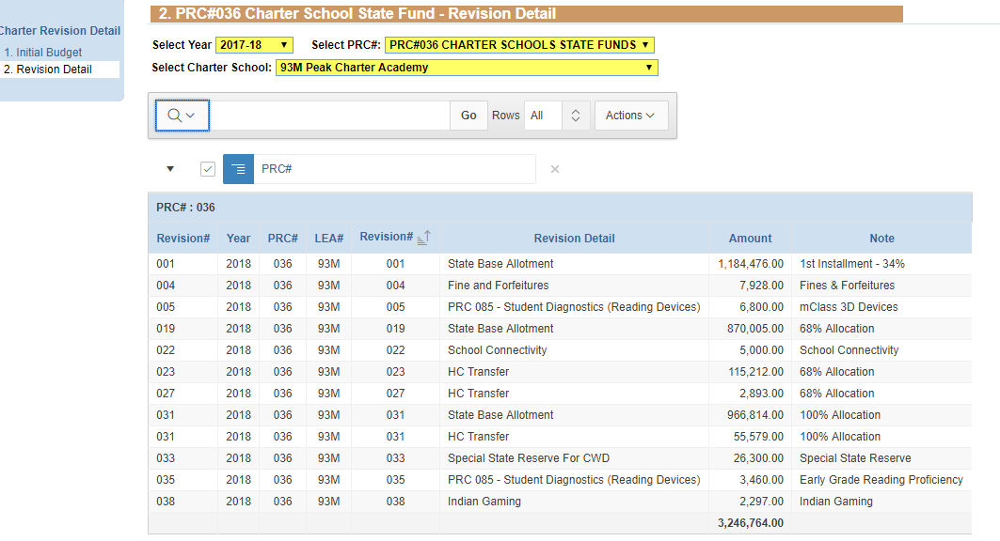 2. PRC#036 Charter School State Fund - Revision Detail
Charter Revision Detail
1. Initial Budget
2. Revision Detail
Select Year 2017-18 Select PRC#: PRC#036 CHARTER SCHOOLS STATE FUNDS
Select Charter School: 93M Peak Charter Academy
Go Rows All Actions
PRC#
PRC# : 036
Revision# Year PRC# LEA# Revision# Revision Detail Amount Note
001 2018 036 93M 001 State Base Allotment 1,184,476.00 1st Installment - 34%
004 2018 036 93M 004 Fine and Forfeitures 7,928.00 Fines & Forfeitures
005 2018 036 93M 005 PRC 085 - Student Diagnostics (Reading Devices) 6,800.00 mClass 3D Devices
019 2018 036 93M 019 State Base Allotment 870,005.00 68% Allocation
022 2018 036 93M 022 School Connectivity 5,000.00 School Connectivity
023 2018 036 93M 023 HC Transfer 115,212.00 68% Allocation
027 2018 036 93M 027 HC Transfer 2,893.00 68% Allocation
031 2018 036 93M 031 State Base Allotment 966,814.00 100% Allocation
031 2018 036 93M 031 HC Transfer 55,579.00 100% Allocation
033 2018 036 93M 033 Special State Reserve For CWD 26,300.00 Special State Reserve
035 2018 036 93M 035 PRC 085 - Student Diagnostics (Reading Devices) 3,460.00 Early Grade Reading Proficiency
038 2018 036 93M 038 Indian Gaming 2,297.00 Indian Gaming
3,246,764.00